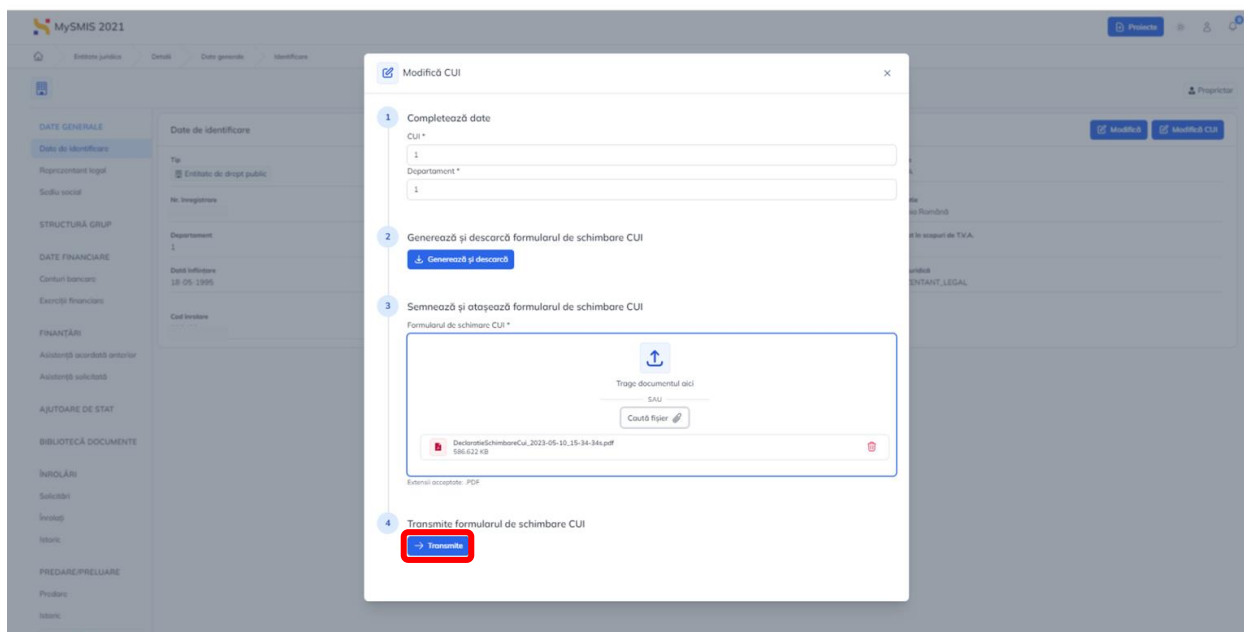 MySMIS 2021
Proiecte
Entitate juridica
Detalii
Date generale
Identificare
Proprietar
Modifică CUI
DATE GENERALE
Date de identificare
Reprezentant legal
Sediu social
STRUCTURĂ GRUP
DATE FINANCIARE
Conturi bancare
Exerciții financiare
FINANȚĂRI
Asistență acordată anterior
Asistență solicitată
AJUTOARE DE STAT
BIBLIOTECĂ DOCUMENTE
ÎNROLĂRI
Solicitări
Înrolați
Istoric
PREDARE/PRELUARE
Predare
Istoric
Date de identificare
Modifică
Modifică CUI
Tip
Entitate de drept public
Nr. înregistrare
Departament
1
Dată înființare
18-05-1995
Cod înrolare
România
în scopuri de T.V.A.
1 Completează date
CUI *
1
Departament *
1
2 Generează și descarcă formularul de schimbare CUI
Generează și descarcă
3 Semnează și atașează formularul de schimbare CUI
Formularul de schimare CUI *
Trage documentul aici
SAU
Caută fișier
DeclaratieSchimbareCui_2023-05-10_15-34-34s.pdf
586.622 KB
Extensii acceptate: .PDF
4 Transmite formularul de schimbare CUI
Transmite